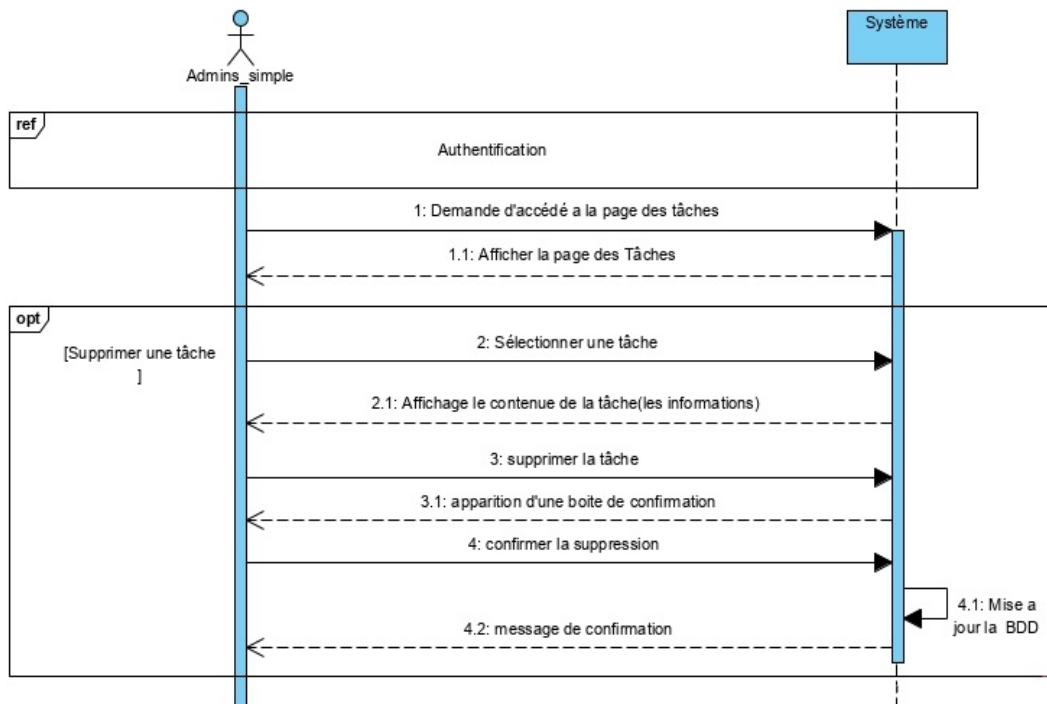 Système
Admins_simple
ref
Authentification
1: Demande d'accédé a la page des tâches
1.1: Afficher la page des Tâches
opt
[Supprimer une tâche
]
2: Sélectionner une tâche
2.1: Affichage le contenue de la tâche(les informations)
3: supprimer la tâche
3.1: apparition d'une boite de confirmation
4: confirmer la suppression
4.1: Mise a
jour la BDD
4.2: message de confirmation